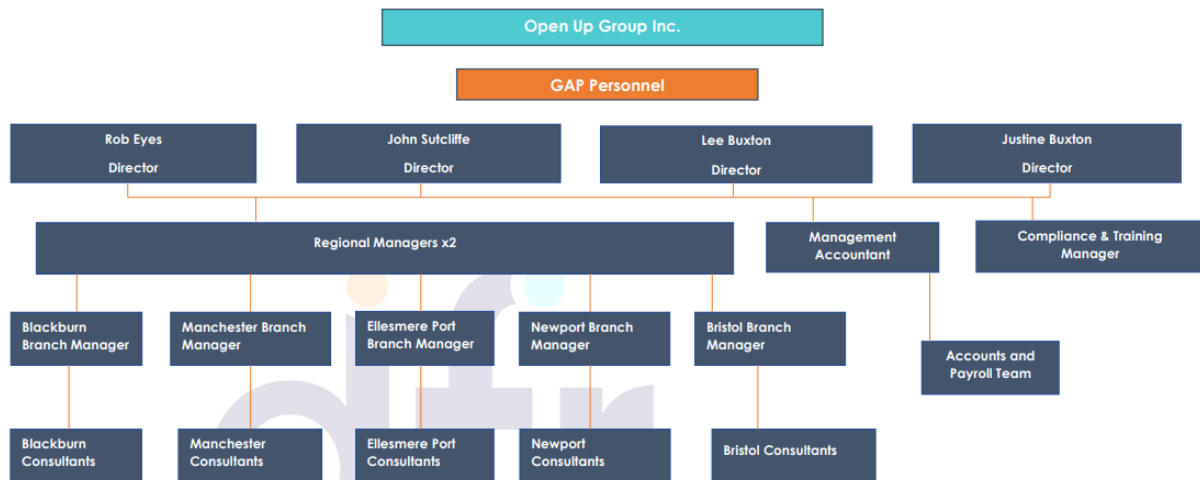 Open Up Group Inc.
GAP Personnel
Rob Eyes
Director
John Sutcliffe
Director
Lee Buxton
Director
Justine Buxton
Director
Regional Managers x2
Management
Accountant
Compliance & Training
Manager
Blackburn
Branch Manager
Manchester Branch
Manager
Ellesmere Port
Branch Manager
Newport Branch
Manager
Bristol Branch
Manager
Accounts and
Payroll Team
Blackburn
Consultants
Manchester
Consultants
Ellesmere Port
Consultants
Newport
Consultants
Bristol Consultants